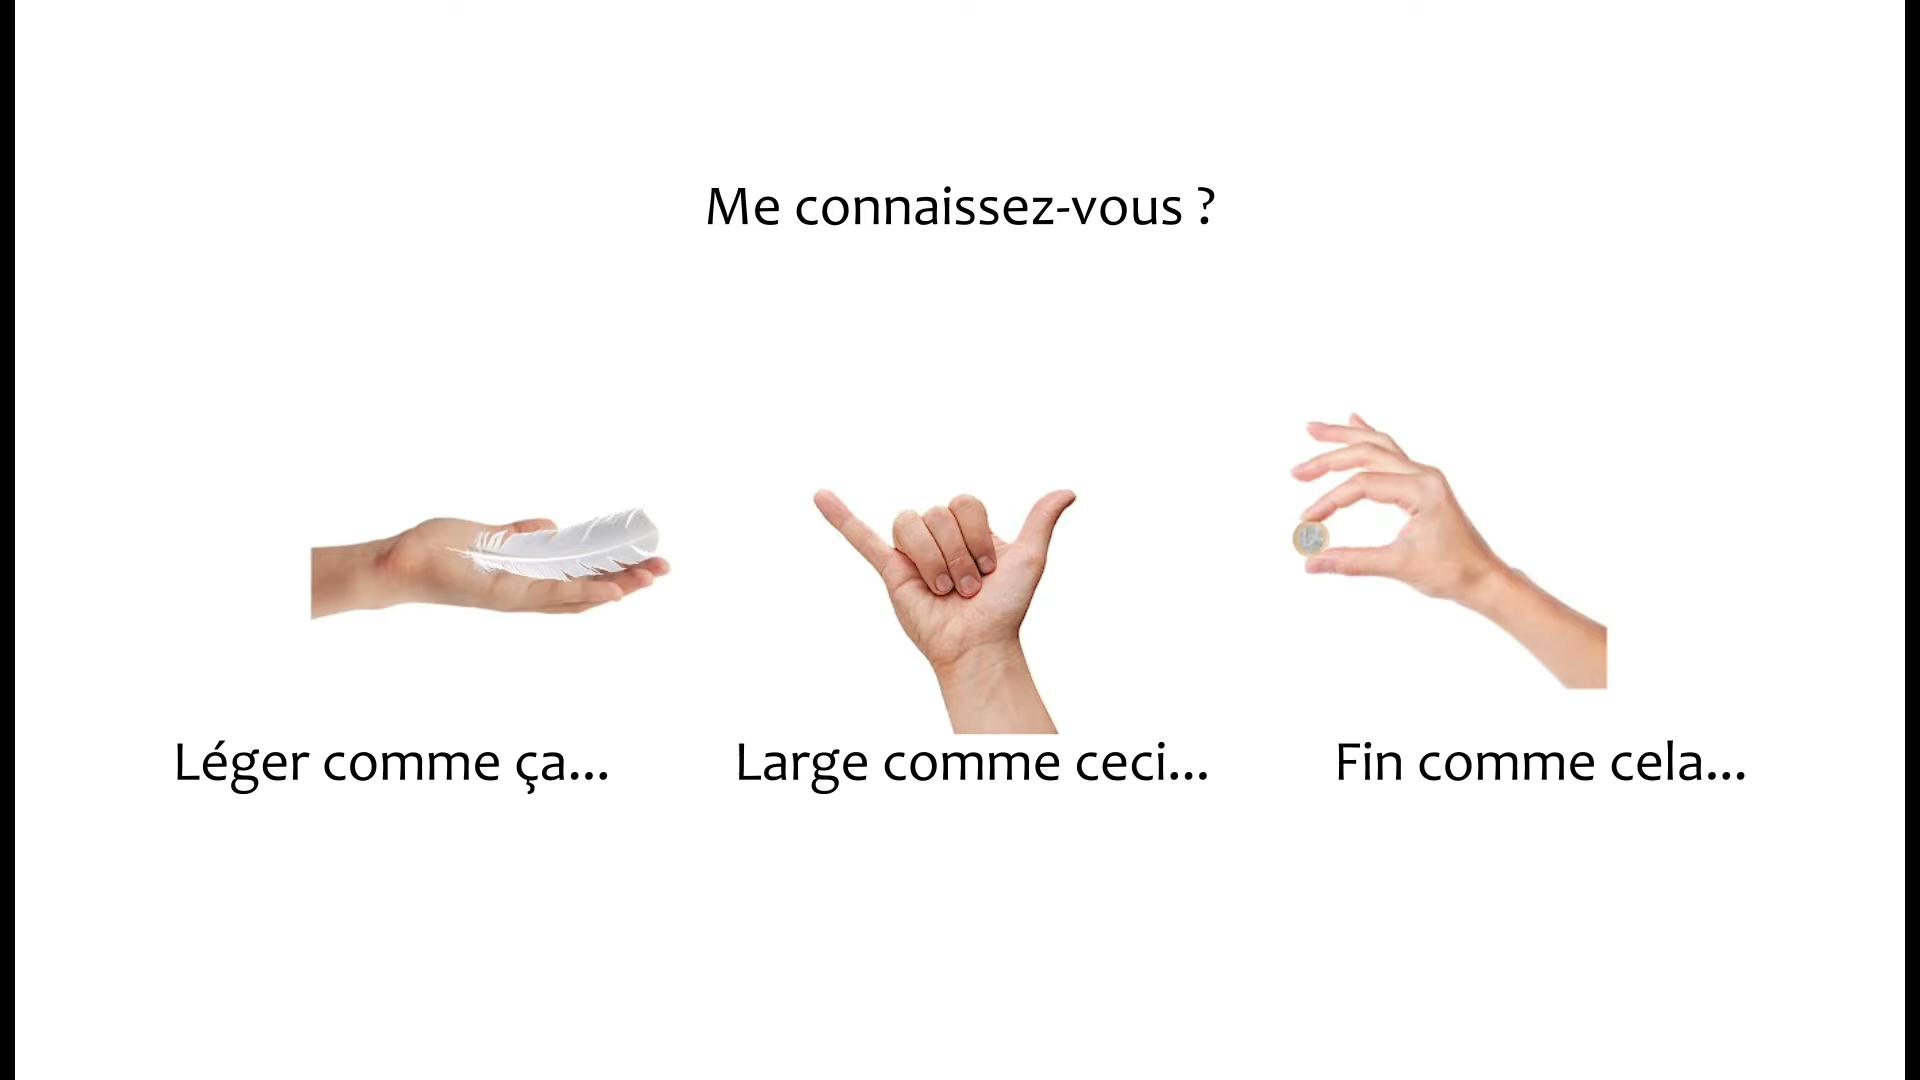 Me connaissez-vous ?
Léger comme ça...
Large comme ceci...
Fin comme cela...